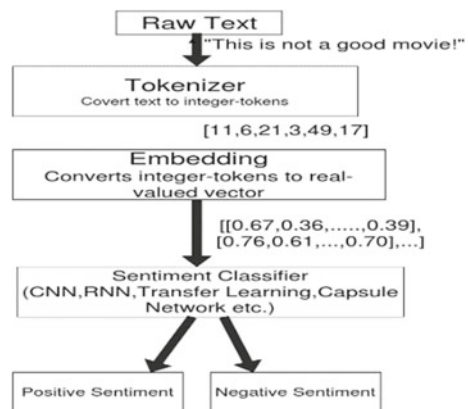 Raw Text
"This is not a good movie!"
Tokenizer
Covert text to integer-tokens
[11,6,21,3,49,17]
Embedding
Converts integer-tokens to real-
valued vector
[[0.67,0.36,.....,0.39],
[0.76,0.61,...,0.70],...]
Sentiment Classifier
(CNN,RNN,Transfer Learning,Capsule
Network etc.)
Positive Sentiment
Negative Sentiment